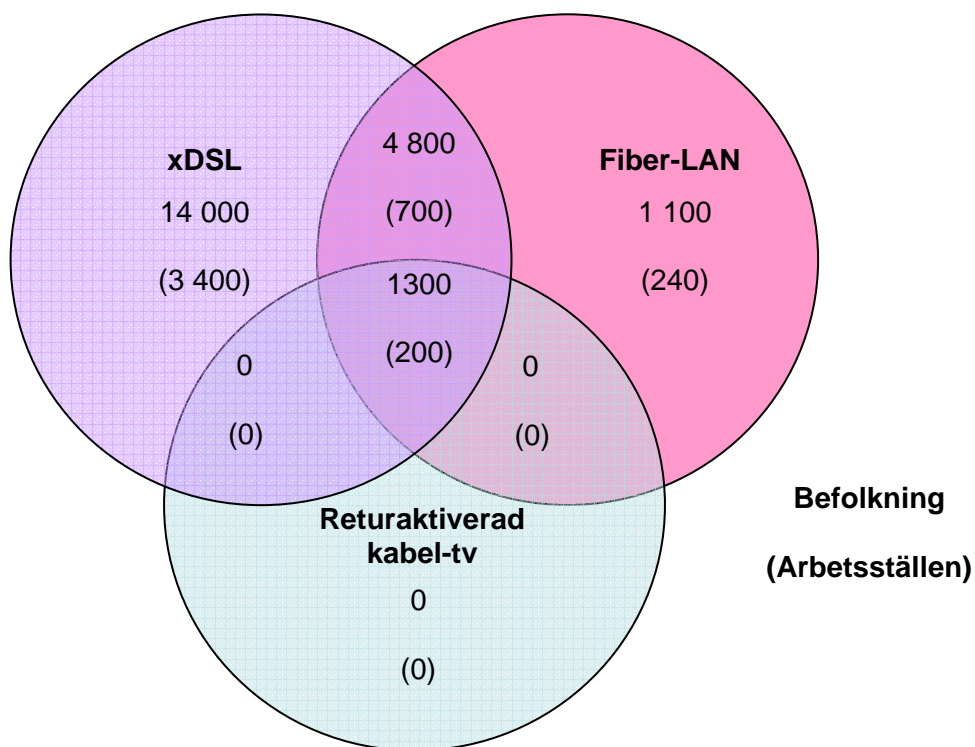 xDSL
14 000
(3 400)
4 800
(700)
Fiber-LAN
1 100
(240)
1300
(200)
0
(0)
0
(0)
Returaktiverad
kabel-tv
0
(0)
Befolkning
(Arbetsställen)